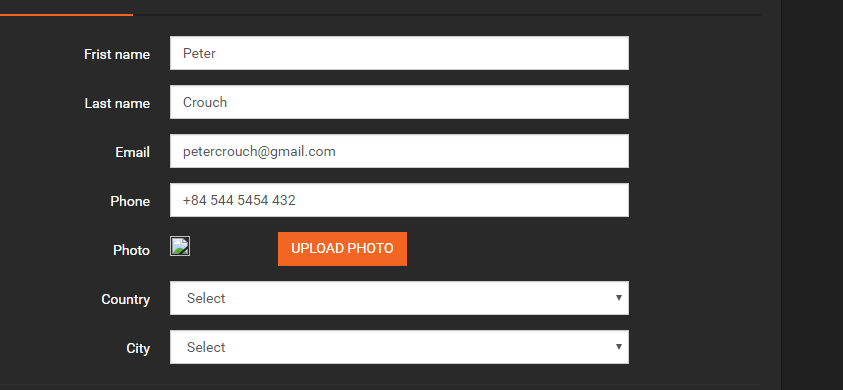 Frist name Peter
Last name Crouch
Email petercrouch@gmail.com
Phone +84 544 5454 432
Photo UPLOAD PHOTO
Country Select
City Select